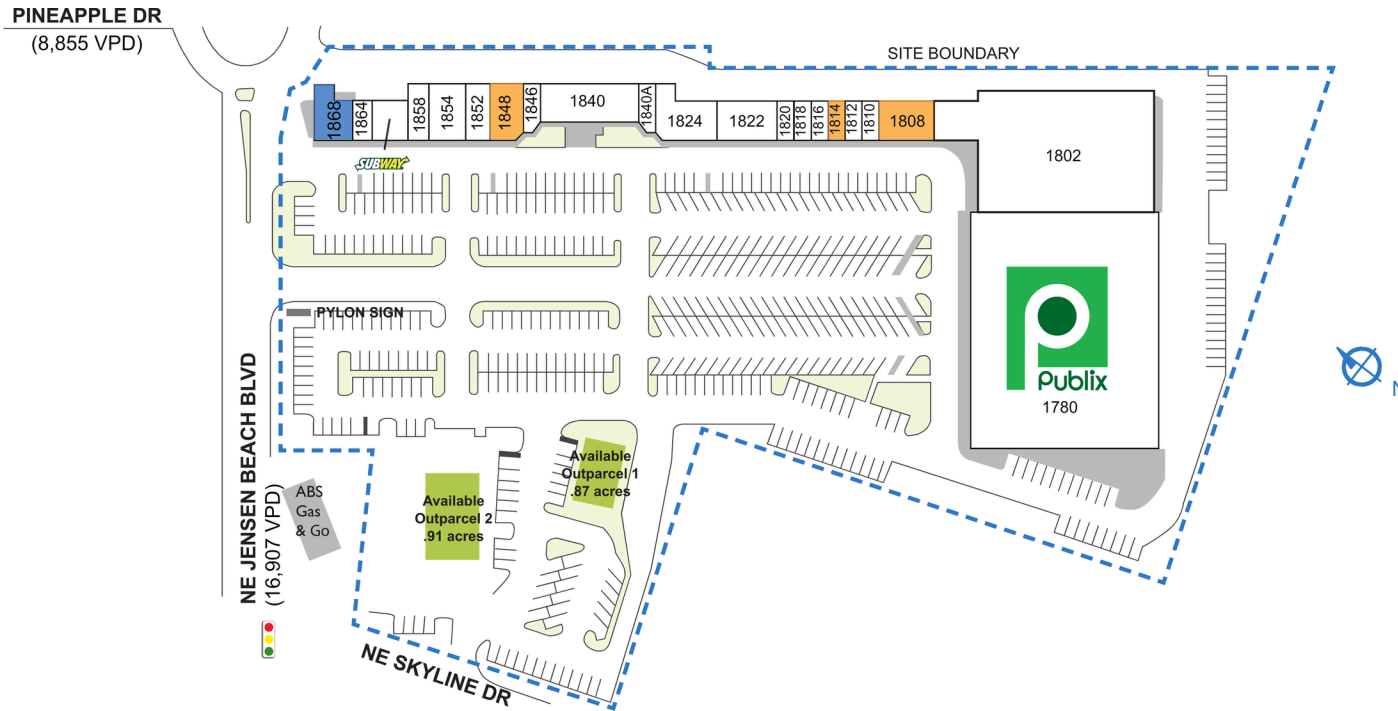 PINEAPPLE DR
(8,855 VPD)
SITE BOUNDARY
1868
1864
1858
1854
1852
1848
1846
1840
1840A
1824
1822
1820
1818
1816
1814
1812
1810
1808
1802
SUBWAY
PYLON SIGN
Publix
1780
N
NE JENSEN BEACH BLVD
(16,907 VPD)
ABS
Gas
& Go
Available
Outparcel 1
.87 acres
Available
Outparcel 2
.91 acres
NE SKYLINE DR